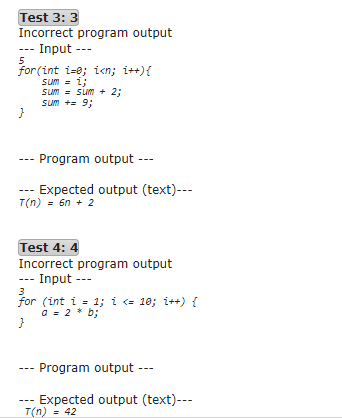 Test 3: 3
Incorrect program output
--- Input ---
5
for(int i=0; i<n; i++){
sum = i;
sum = sum + 2;
sum += 9;
}
--- Program output ---
--- Expected output (text)---
T(n) = 6n + 2
Test 4: 4
Incorrect program output
--- Input ---
3
for (int i = 1; i <= 10; i++) {
a = 2 * b;
}
--- Program output ---
--- Expected output (text)---
T(n) = 42